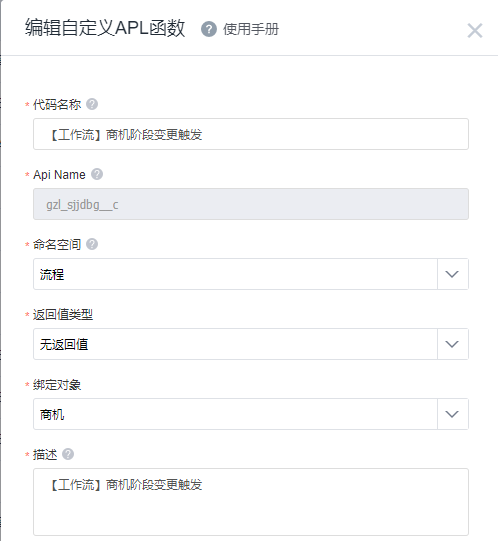 编辑自定义APL函数 ? 使用手册
* 代码名称 ?
【工作流】商机阶段变更触发
* Api Name ?
gzl_sjjdbg__c
* 命名空间 ?
流程
* 返回值类型
无返回值
* 绑定对象
商机
* 描述 ?
【工作流】商机阶段变更触发